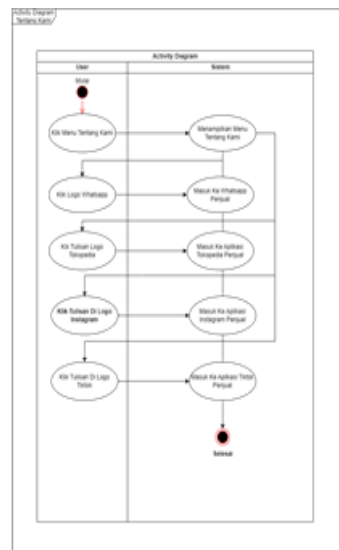 Activity Diagram
Tentang Kami
Activity Diagram
User
Sistem
Mulai
Klik Menu Tentang Kami
Menampilkan Menu
Tentang Kami
Klik Logo Whatsapp
Masuk Ke Whatsapp
Penjual
Klik Tulisan Logo
Tokopedia
Masuk Ke Aplikasi
Tokopedia Penjual
Klik Tulisan Di Logo
Instagram
Masuk Ke Aplikasi
Instagram Penjual
Klik Tulisan Di Logo
Tiktok
Masuk Ke Aplikasi Tiktok
Penjual
Selesai